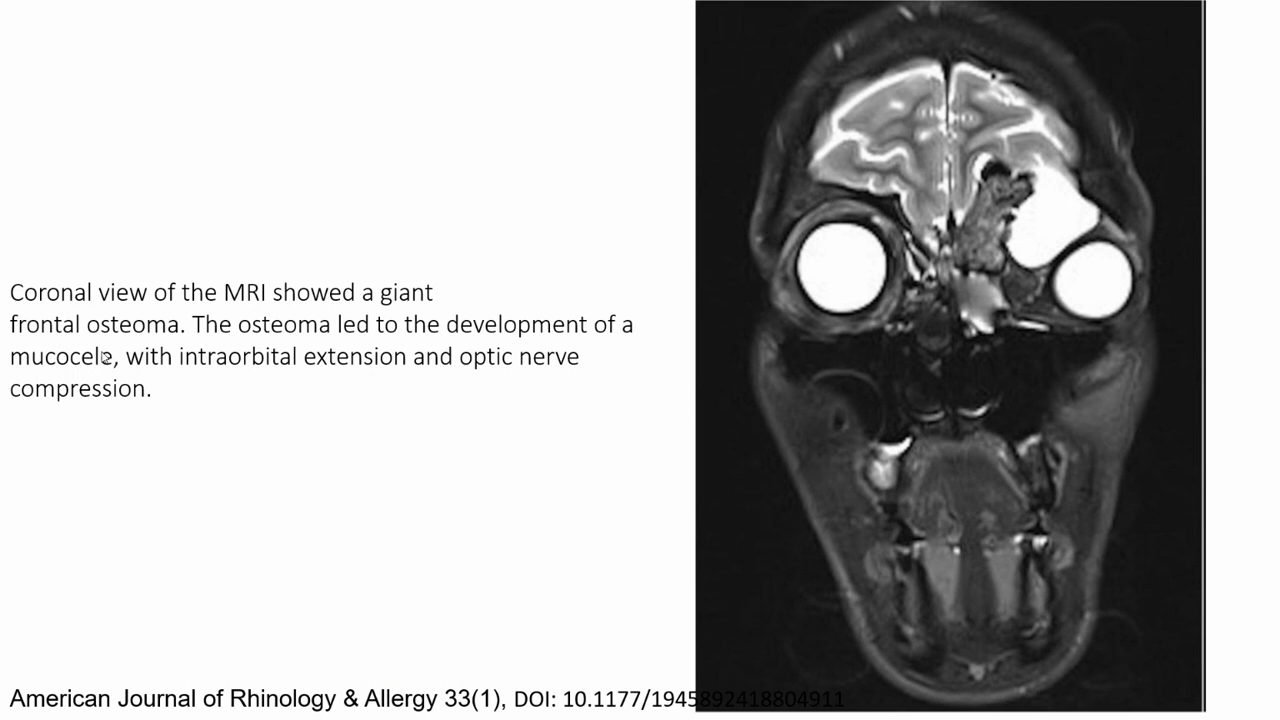 Coronal view of the MRI showed a giant
frontal osteoma. The osteoma led to the development of a
mucocele, with intraorbital extension and optic nerve
compression.
American Journal of Rhinology & Allergy 33(1), DOI: 10.1177/1945892418804911